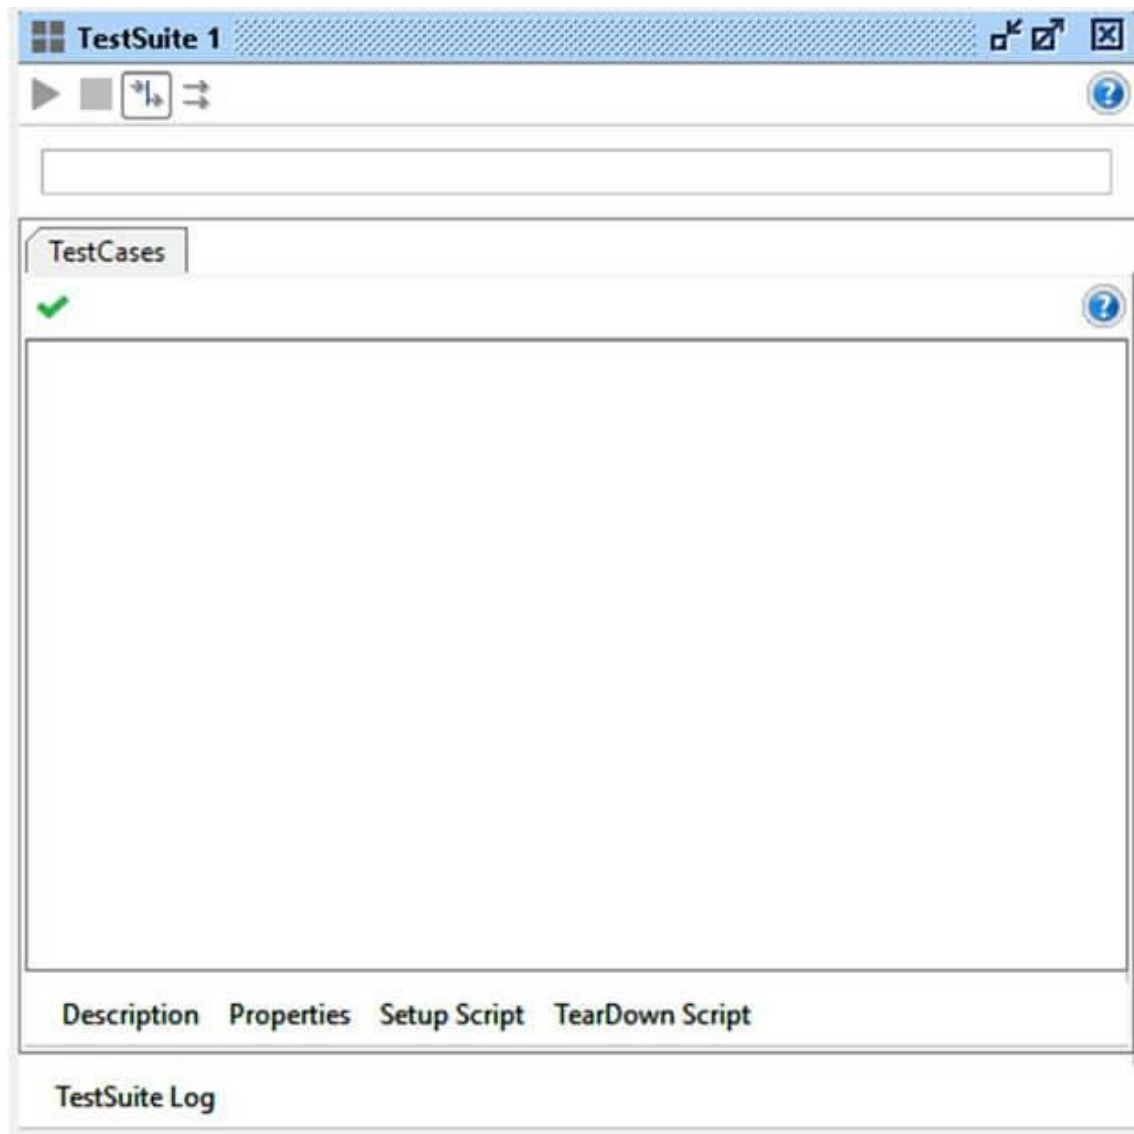 TestSuite 1
TestCases
Description Properties Setup Script TearDown Script
TestSuite Log